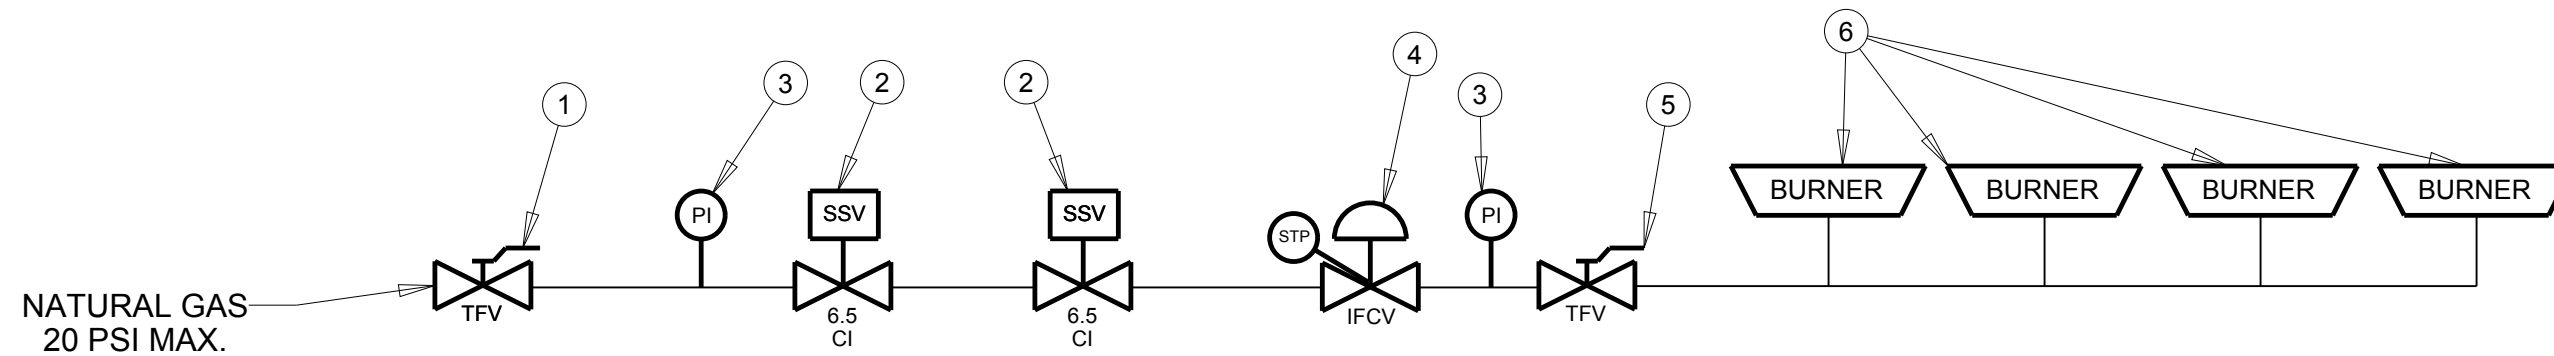 6
4
3
2
2
3
1
5
BURNER
BURNER
BURNER
BURNER
PI
SSV
SSV
STP
PI
NATURAL GAS
20 PSI MAX.
TFV
6.5
CI
6.5
CI
IFCV
TFV